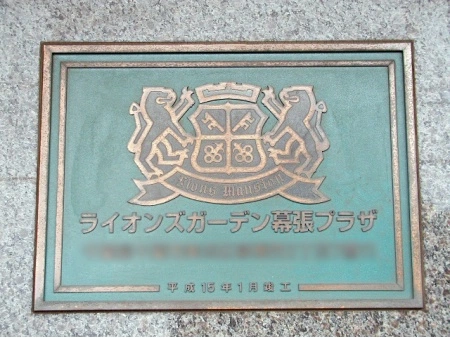 Lions Mansion
ライオンズガーデン幕張プラザ
平成15年1月竣工